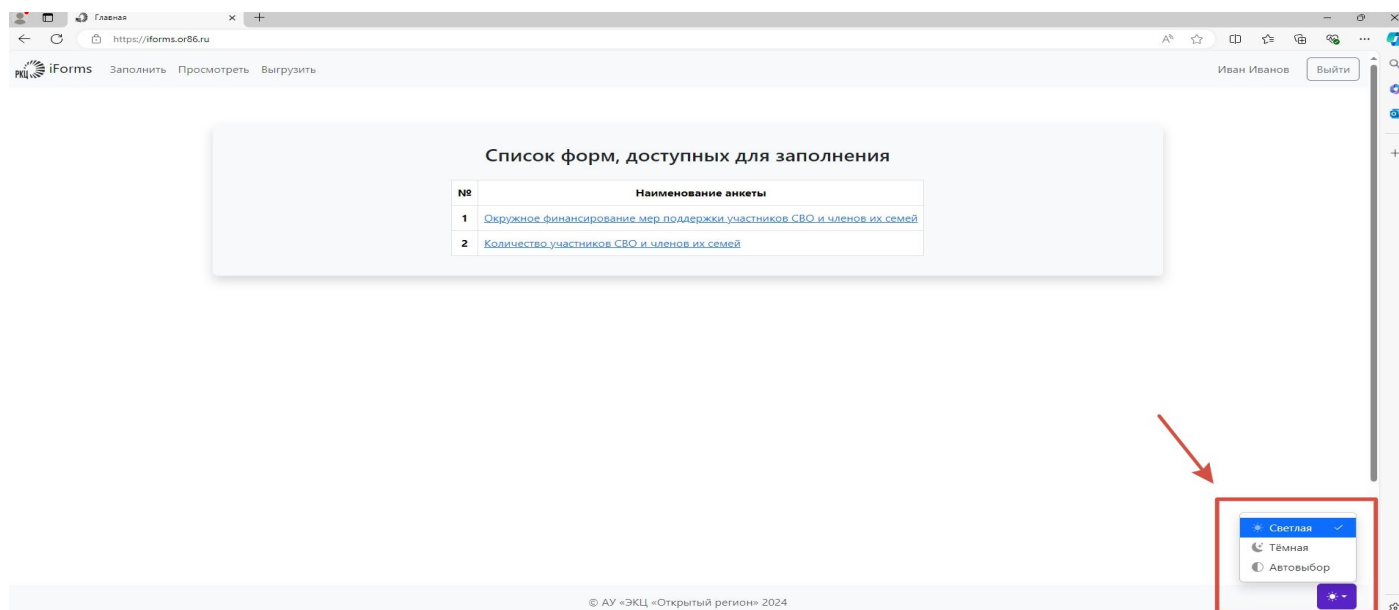 Главная
https://iforms.or86.ru
РКЦ iForms Заполнить Просмотреть Выгрузить Иван Иванов Выйти
Список форм, доступных для заполнения
№ Наименование анкеты
1 Окружное финансирование мер поддержки участников СВО и членов их семей
2 Количество участников СВО и членов их семей
Светлая
Тёмная
Автовыбор
© АУ «ЭКЦ «Открытый регион» 2024